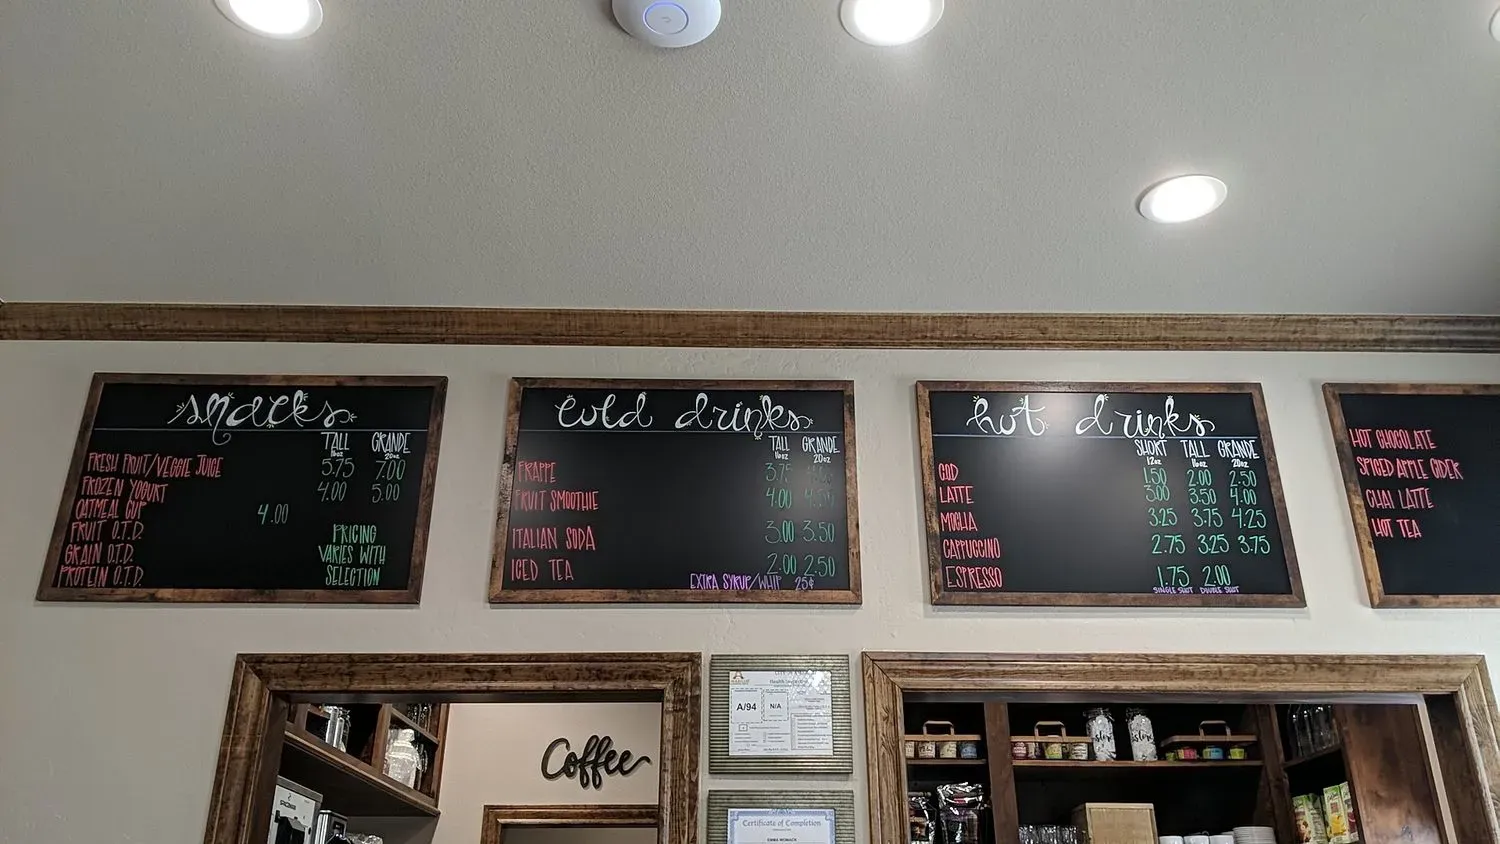 snacks
TALL GRANDE
16oz 20oz
FRESH FRUIT/VEGGIE JUICE 5.75 7.00
FROZEN YOGURT 4.00 5.00
OATMEAL CUP 4.00
FRUIT O.T.D.
GRAIN O.T.D.
PROTEIN O.T.D.
PRICING
VARIES WITH
SELECTION
cold drinks
TALL GRANDE
16oz 20oz
FRAPPE 3.75
FRUIT SMOOTHIE 4.00 4.50
ITALIAN SODA 3.00 3.50
ICED TEA 2.00 2.50
EXTRA SYRUP/WHIP 25¢
hot drinks
SHORT TALL GRANDE
12oz 16oz 20oz
COD 1.50 2.00 2.50
LATTE 3.00 3.50 4.00
MOCHA 3.25 3.75 4.25
CAPPUCCINO 2.75 3.25 3.75
ESPRESSO 1.75 2.00
SINGLE SHOT DOUBLE SHOT
HOT CHOCOLATE
SPICED APPLE CIDER
CHAI LATTE
HOT TEA
Coffee
Health Inspection
A/94 N/A
Certificate of Completion
EMMA WOMACK